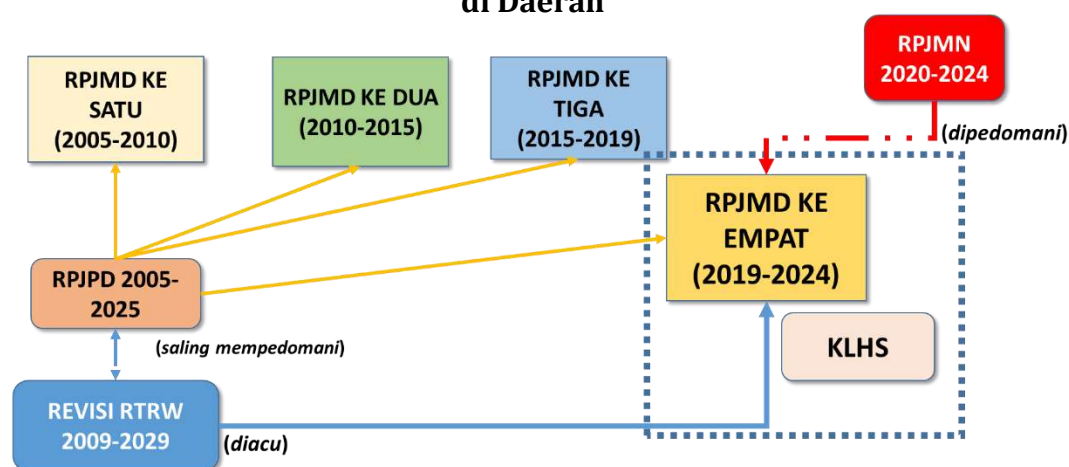 di Daerah
RPJMN
2020-2024
RPJMD KE
SATU
(2005-2010)
RPJMD KE DUA
(2010-2015)
RPJMD KE
TIGA
(2015-2019)
(dipedomani)
RPJMD KE
EMPAT
(2019-2024)
RPJPD 2005-
2025
(saling mempedomani)
KLHS
REVISI RTRW
2009-2029
(diacu)